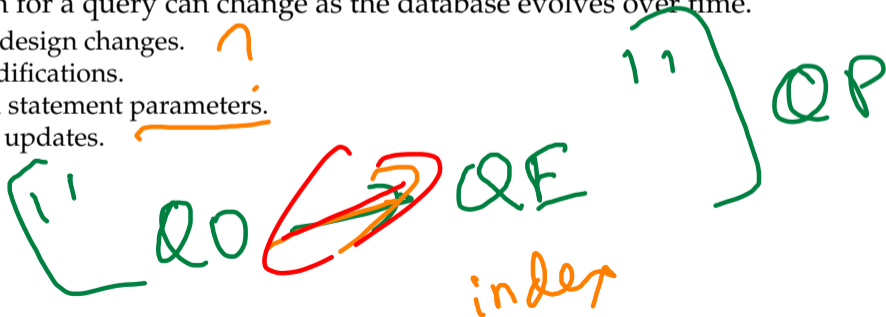 n for a query can change as the database evolves over time.
design changes.
difications.
statement parameters.
updates.
QP
QO QE
index